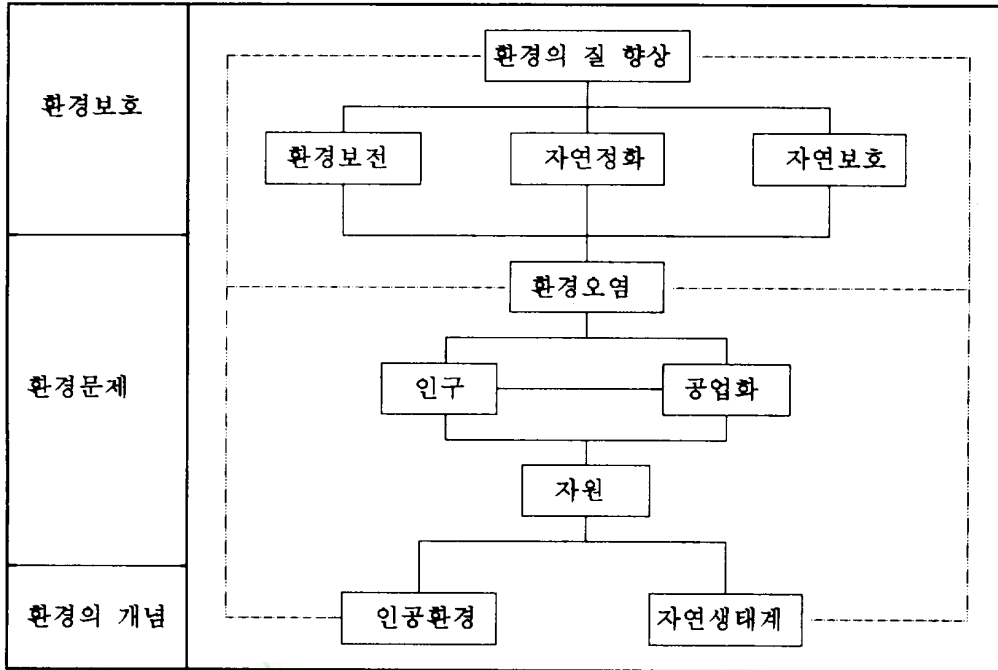 환경의 질 향상
환경보호
환경보전 자연정화 자연보호
환경오염
환경문제
인구 공업화
자원
환경의 개념
인공환경 자연생태계